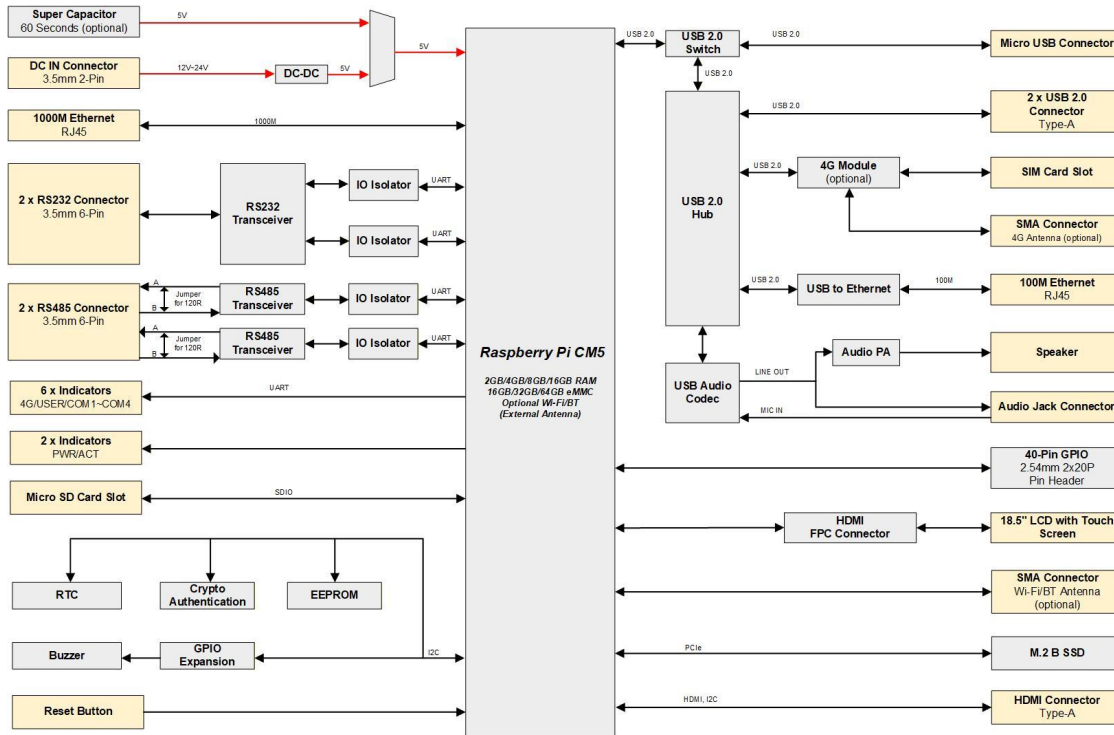 Super Capacitor
60 Seconds (optional)
5V
DC IN Connector
3.5mm 2-Pin
12V~24V
DC-DC
5V
5V
1000M Ethernet
RJ45
1000M
2 x RS232 Connector
3.5mm 6-Pin
RS232
Transceiver
IO Isolator
UART
IO Isolator
UART
2 x RS485 Connector
3.5mm 6-Pin
A
Jumper
for 120R
B
RS485
Transceiver
IO Isolator
UART
A
Jumper
for 120R
B
RS485
Transceiver
IO Isolator
UART
6 x Indicators
4G/USER/COM1~COM4
UART
2 x Indicators
PWR/ACT
Micro SD Card Slot
SDIO
RTC
Crypto
Authentication
EEPROM
Buzzer
GPIO
Expansion
I2C
Reset Button
Raspberry Pi CM5
2GB/4GB/8GB/16GB RAM
16GB/32GB/64GB eMMC
Optional Wi-Fi/BT
(External Antenna)
USB 2.0
USB 2.0
Switch
USB 2.0
Micro USB Connector
USB 2.0
USB 2.0
Hub
USB 2.0
2 x USB 2.0
Connector
Type-A
USB 2.0
4G Module
(optional)
SIM Card Slot
SMA Connector
4G Antenna (optional)
USB 2.0
USB to Ethernet
100M
100M Ethernet
RJ45
USB Audio
Codec
LINE OUT
Audio PA
Speaker
MIC IN
Audio Jack Connector
40-Pin GPIO
2.54mm 2x20P
Pin Header
HDMI
FPC Connector
18.5" LCD with Touch
Screen
SMA Connector
Wi-Fi/BT Antenna
(optional)
PCIe
M.2 B SSD
HDMI, I2C
HDMI Connector
Type-A